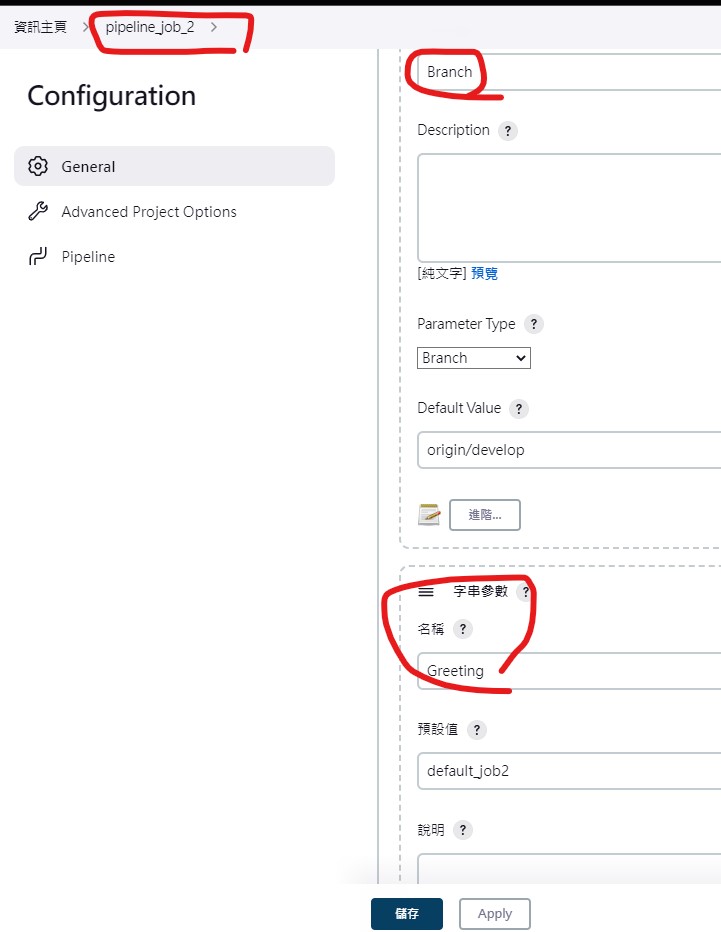 資訊主頁 > pipeline_job_2 >
Configuration
General
Advanced Project Options
Pipeline
Branch
Description ?
[純文字] 預覽
Parameter Type ?
Branch
Default Value ?
origin/develop
進階...
字串參數 ?
名稱 ?
Greeting
預設值 ?
default_job2
說明 ?
儲存 Apply